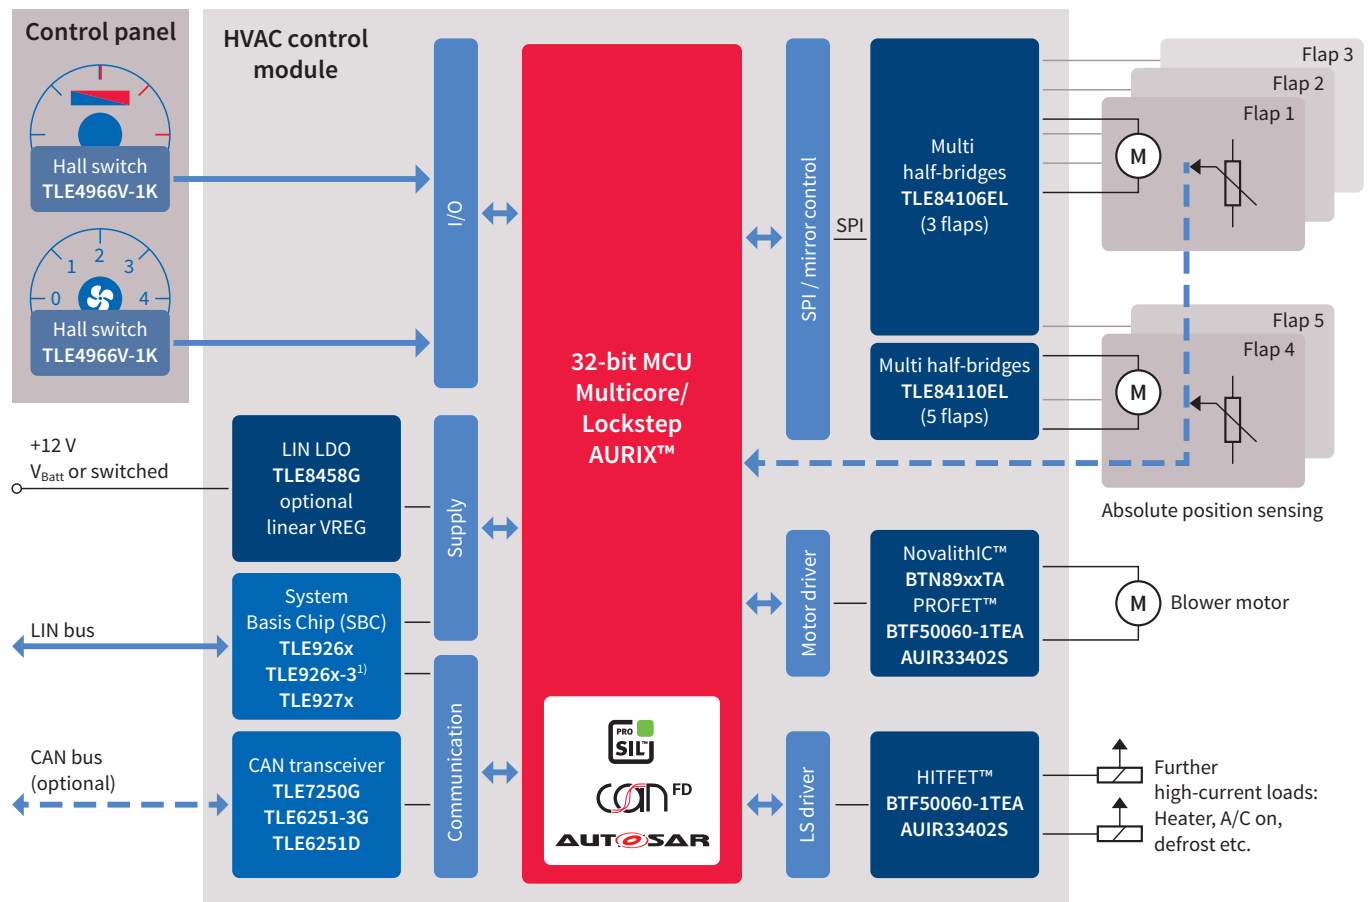 Control panel
Hall switch
TLE4966V-1K
0
1
2
3
4
Hall switch
TLE4966V-1K
+12 V
VBatt or switched
LIN bus
CAN bus
(optional)
HVAC control
module
I/O
LIN LDO
TLE8458G
optional
linear VREG
Supply
System
Basis Chip (SBC)
TLE926x
TLE926x-3¹⁾
TLE927x
Communication
CAN transceiver
TLE7250G
TLE6251-3G
TLE6251D
32-bit MCU
Multicore/
Lockstep
AURIX™
PRO
SIL™
CAN FD
AUTOSAR
SPI / mirror control
SPI
Multi
half-bridges
TLE84106EL
(3 flaps)
Multi half-bridges
TLE84110EL
(5 flaps)
Motor driver
NovalithIC™
BTN89xxTA
PROFET™
BTF50060-1TEA
AUIR33402S
LS driver
HITFET™
BTF50060-1TEA
AUIR33402S
Flap 3
Flap 2
Flap 1
M
Flap 5
Flap 4
M
Absolute position sensing
M
Blower motor
Further
high-current loads:
Heater, A/C on,
defrost etc.